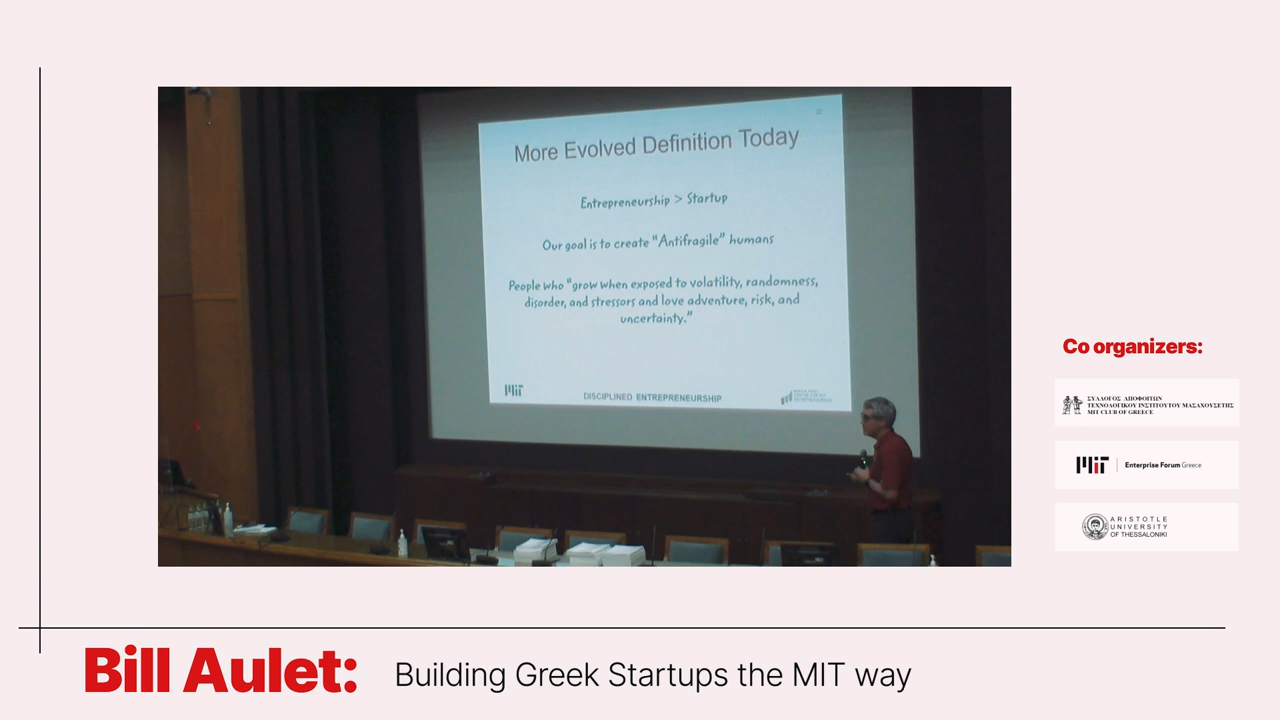 More Evolved Definition Today
Entrepreneurship > Startup
Our goal is to create “Antifragile” humans
People who “grow when exposed to volatility, randomness,
disorder, and stressors and love adventure, risk, and
uncertainty.”
MIT
DISCIPLINED ENTREPRENEURSHIP
Co organizers:
ΣΥΛΛΟΓΟΣ ΑΠΟΦΟΙΤΩΝ
ΤΕΧΝΟΛΟΓΙΚΟΥ ΙΝΣΤΙΤΟΥΤΟΥ ΜΑΣΑΧΟΥΣΕΤΗΣ
MIT CLUB OF GREECE
MIT Enterprise Forum Greece
ARISTOTLE
UNIVERSITY
OF THESSALONIKI
Bill Aulet: Building Greek Startups the MIT way